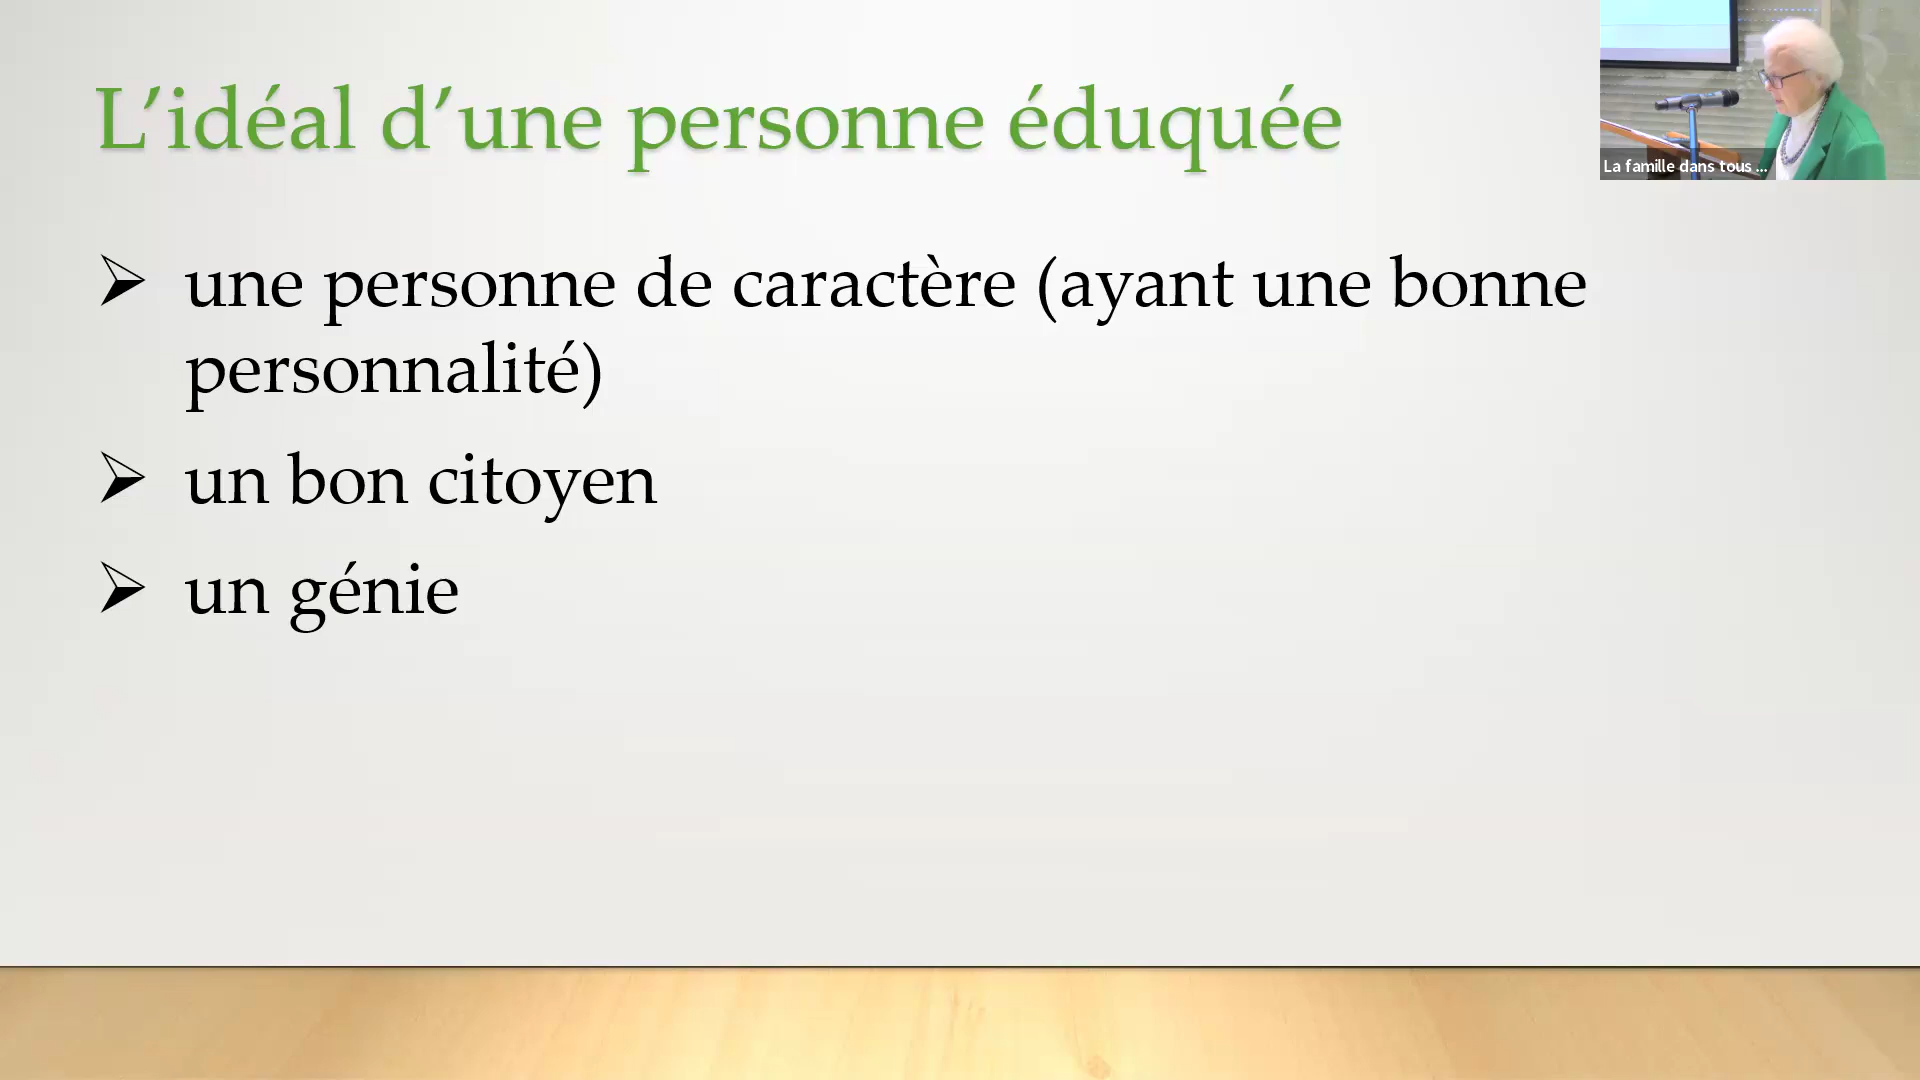 L’idéal d’une personne éduquée
une personne de caractère (ayant une bonne
personnalité)
un bon citoyen
un génie
La famille dans tous ...